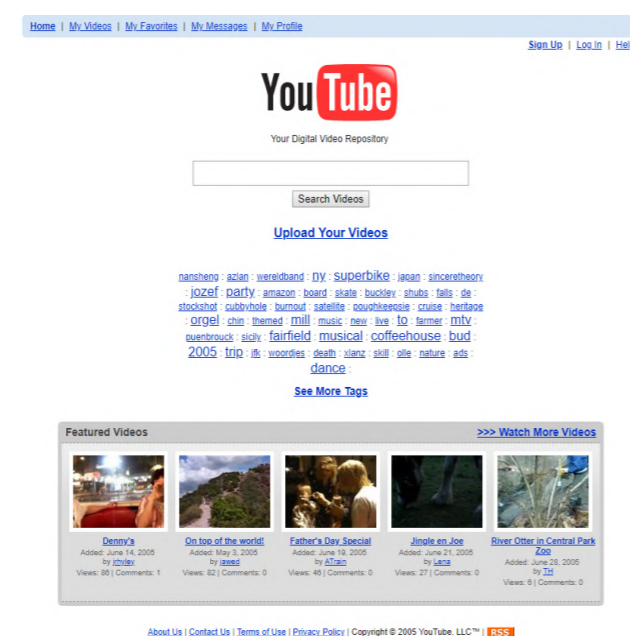 Home | My Videos | My Favorites | My Messages | My Profile
Sign Up | Log In | Hel
YouTube
Your Digital Video Repository
Search Videos
Upload Your Videos
nansheng : azlan : wereldband : ny : superbike : japan : sinceretheory
: jozef : party : amazon : board : skate : buckley : shubs : falls : de :
stockshot : cubbyhole : burnout : satellite : poughkeepsie : cruise : heritage
: orgel : chin : themed : mill : music : new : live : to : farmer : mtv :
puenbrouck : sicily : fairfield : musical : coffeehouse : bud :
2005 : trip : jfk : woordjes : death : xlanz : skill : olle : nature : ads :
dance :
See More Tags
Featured Videos
>>> Watch More Videos
Denny's
Added: June 14, 2005
by jrhyley
Views: 86 | Comments: 1
On top of the world!
Added: May 3, 2005
by jawed
Views: 82 | Comments: 0
Father's Day Special
Added: June 19, 2005
by ATrain
Views: 46 | Comments: 0
Jingle en Joe
Added: June 21, 2005
by Lena
Views: 27 | Comments: 0
River Otter in Central Park
Zoo
Added: June 28, 2005
by TH
Views: 6 | Comments: 0
About Us | Contact Us | Terms of Use | Privacy Policy | Copyright © 2005 YouTube, LLC™ | RSS